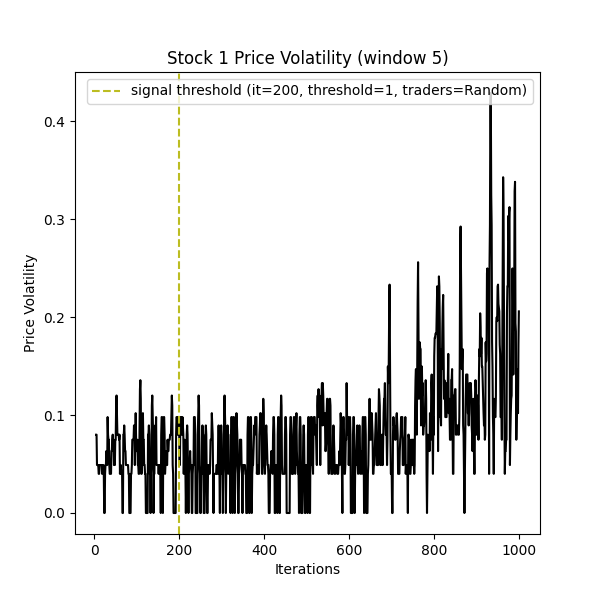 Stock 1 Price Volatility (window 5)
signal threshold (it=200, threshold=1, traders=Random)
0.4
0.3
0.2
0.1
0.0
Price Volatility
0 200 400 600 800 1000
Iterations